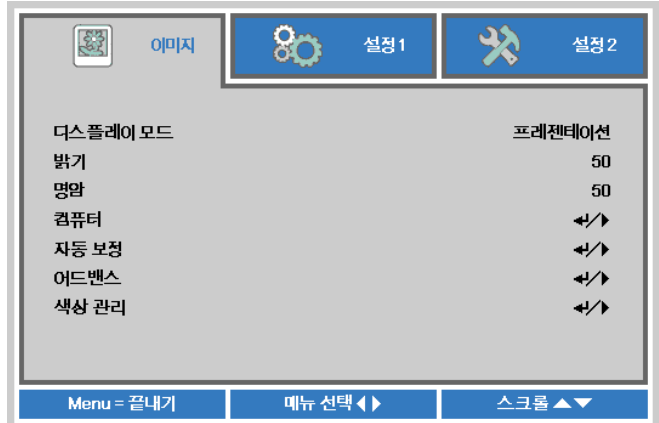 이미지 설정1 설정2
디스플레이 모드 프레젠테이션
밝기 50
명암 50
컴퓨터 ↵/▶
자동 보정 ↵/▶
어드밴스 ↵/▶
색상 관리 ↵/▶
Menu = 끝내기 메뉴 선택 ◀▶ 스크롤 ▲▼